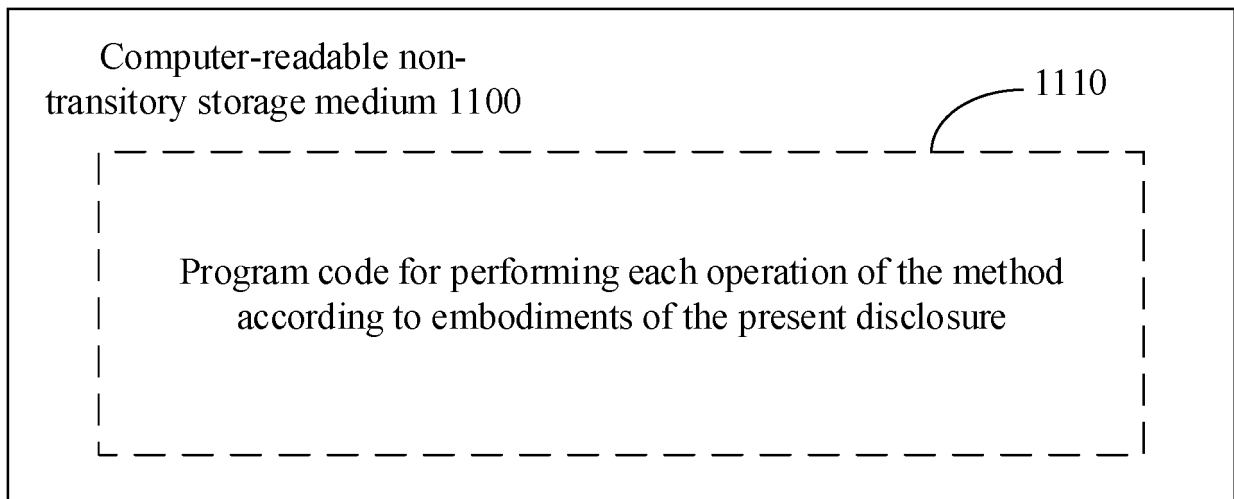 Computer-readable non-
transitory storage medium 1100
1110
Program code for performing each operation of the method
according to embodiments of the present disclosure